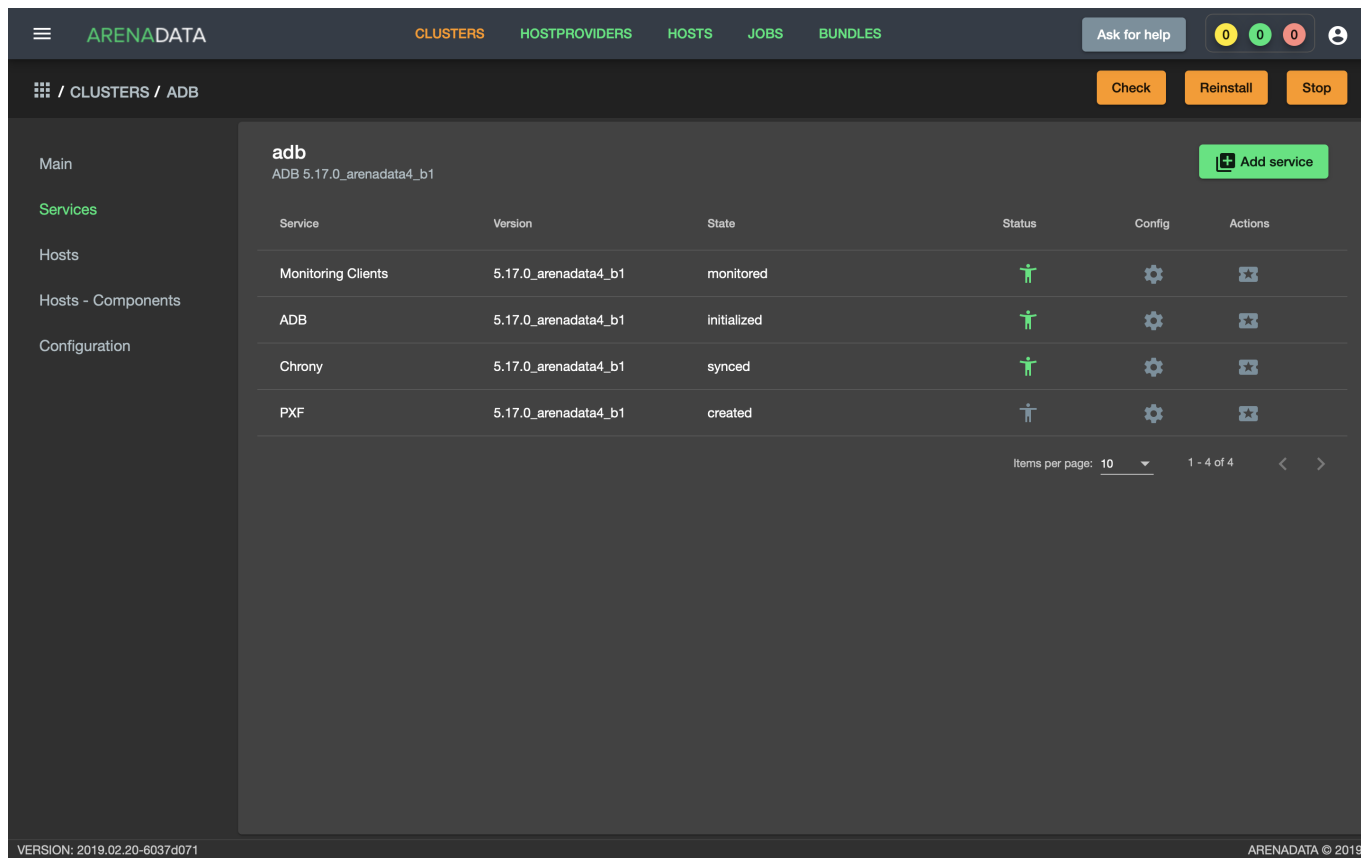 ARENADATA CLUSTERS HOSTPROVIDERS HOSTS JOBS BUNDLES Ask for help 0 0 0
/ CLUSTERS / ADB Check Reinstall Stop
Main
Services
Hosts
Hosts - Components
Configuration
adb
ADB 5.17.0_arenadata4_b1
Add service
Service Version State Status Config Actions
Monitoring Clients 5.17.0_arenadata4_b1 monitored
ADB 5.17.0_arenadata4_b1 initialized
Chrony 5.17.0_arenadata4_b1 synced
PXF 5.17.0_arenadata4_b1 created
Items per page: 10 1 - 4 of 4
VERSION: 2019.02.20-6037d071 ARENADATA © 2019